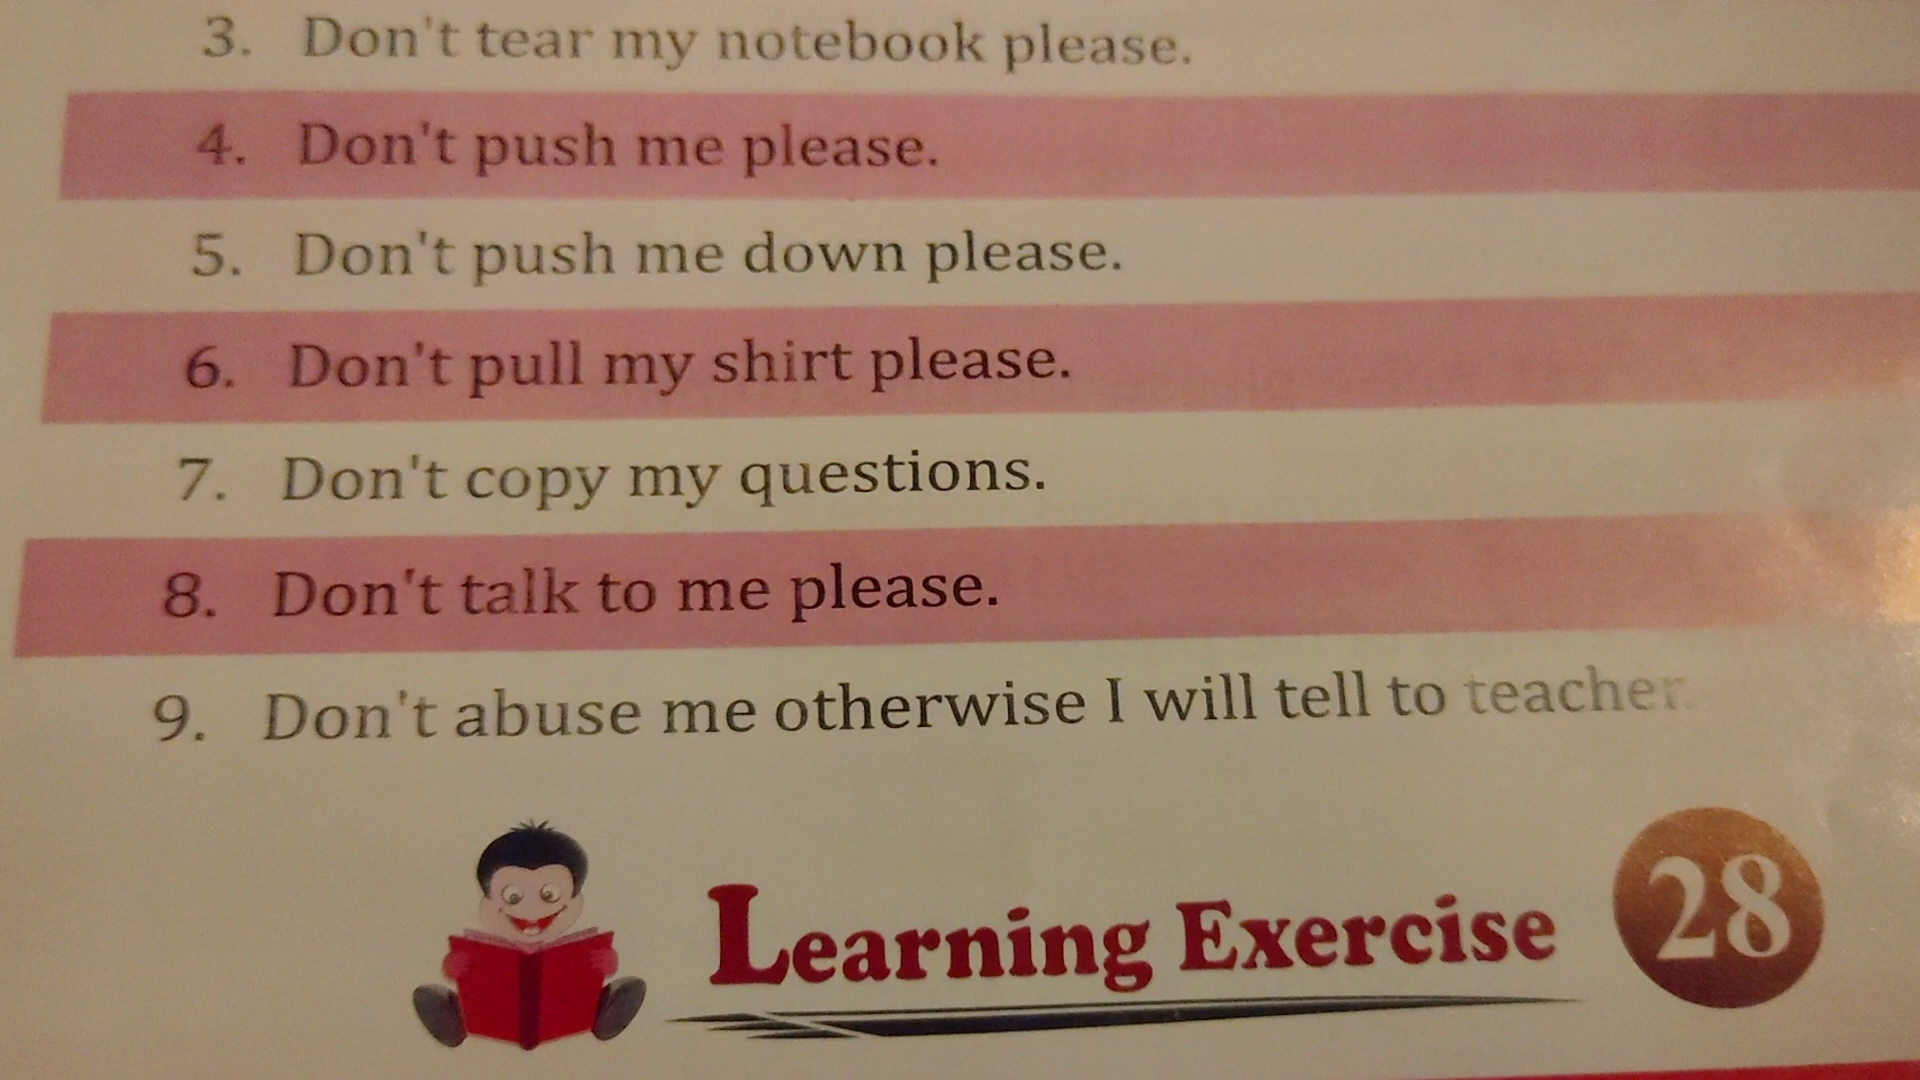 3. Don't tear my notebook please.
4. Don't push me please.
5. Don't push me down please.
6. Don't pull my shirt please.
7. Don't copy my questions.
8. Don't talk to me please.
9. Don't abuse me otherwise I will tell to teacher.
Learning Exercise 28